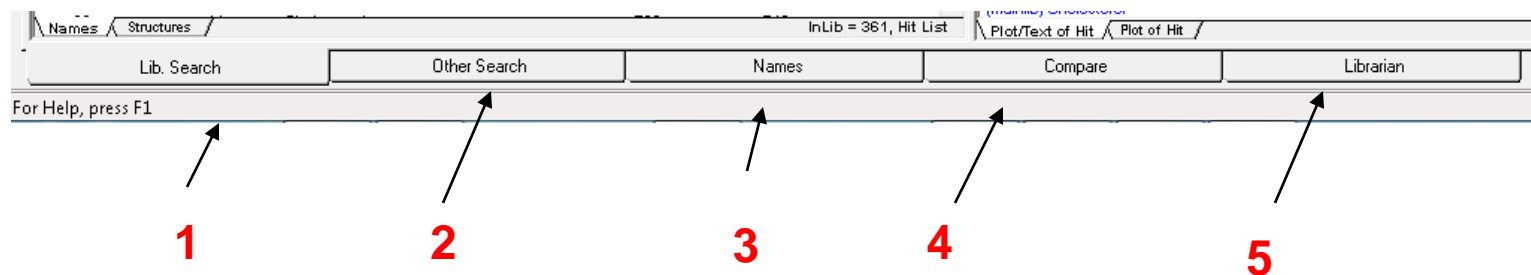 Names Structures InLib = 361, Hit List Plot/Text of Hit Plot of Hit
Lib. Search Other Search Names Compare Librarian
For Help, press F1
1 2 3 4 5